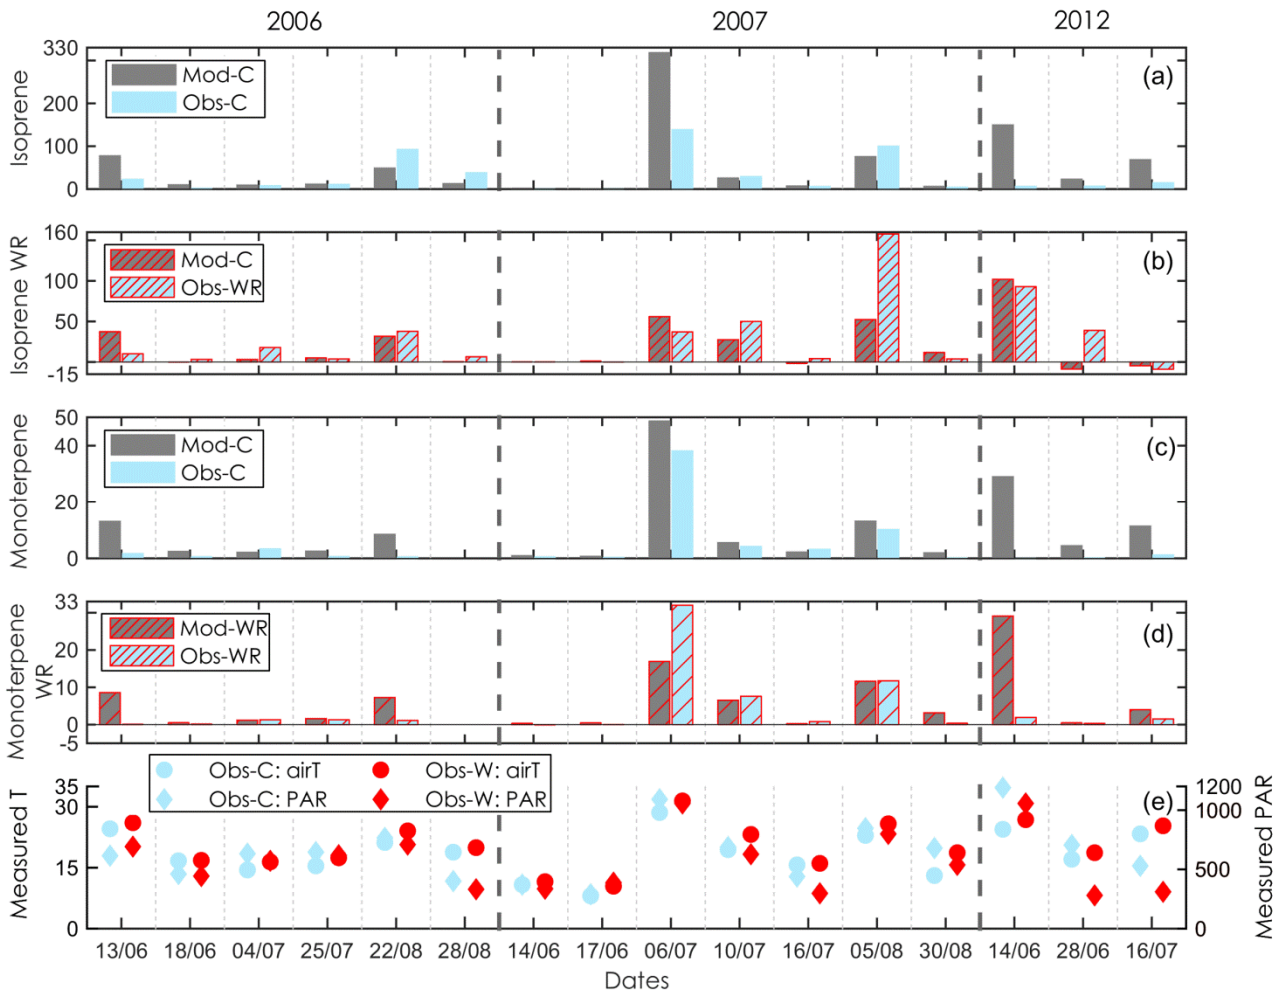 2006 2007 2012
Isoprene
330
200
100
0
Mod-C
Obs-C
(a)
Isoprene WR
160
100
50
-15
Mod-C
Obs-WR
(b)
Monoterpene
50
40
20
0
Mod-C
Obs-C
(c)
Monoterpene
WR
33
20
10
0
-5
Mod-WR
Obs-WR
(d)
Measured T
35
30
15
0
Obs-C: airT Obs-W: airT
Obs-C: PAR Obs-W: PAR
(e)
1200
1000
500
0
Measured PAR
13/06 18/06 04/07 25/07 22/08 28/08 14/06 17/06 06/07 10/07 16/07 05/08 30/08 14/06 28/06 16/07
Dates